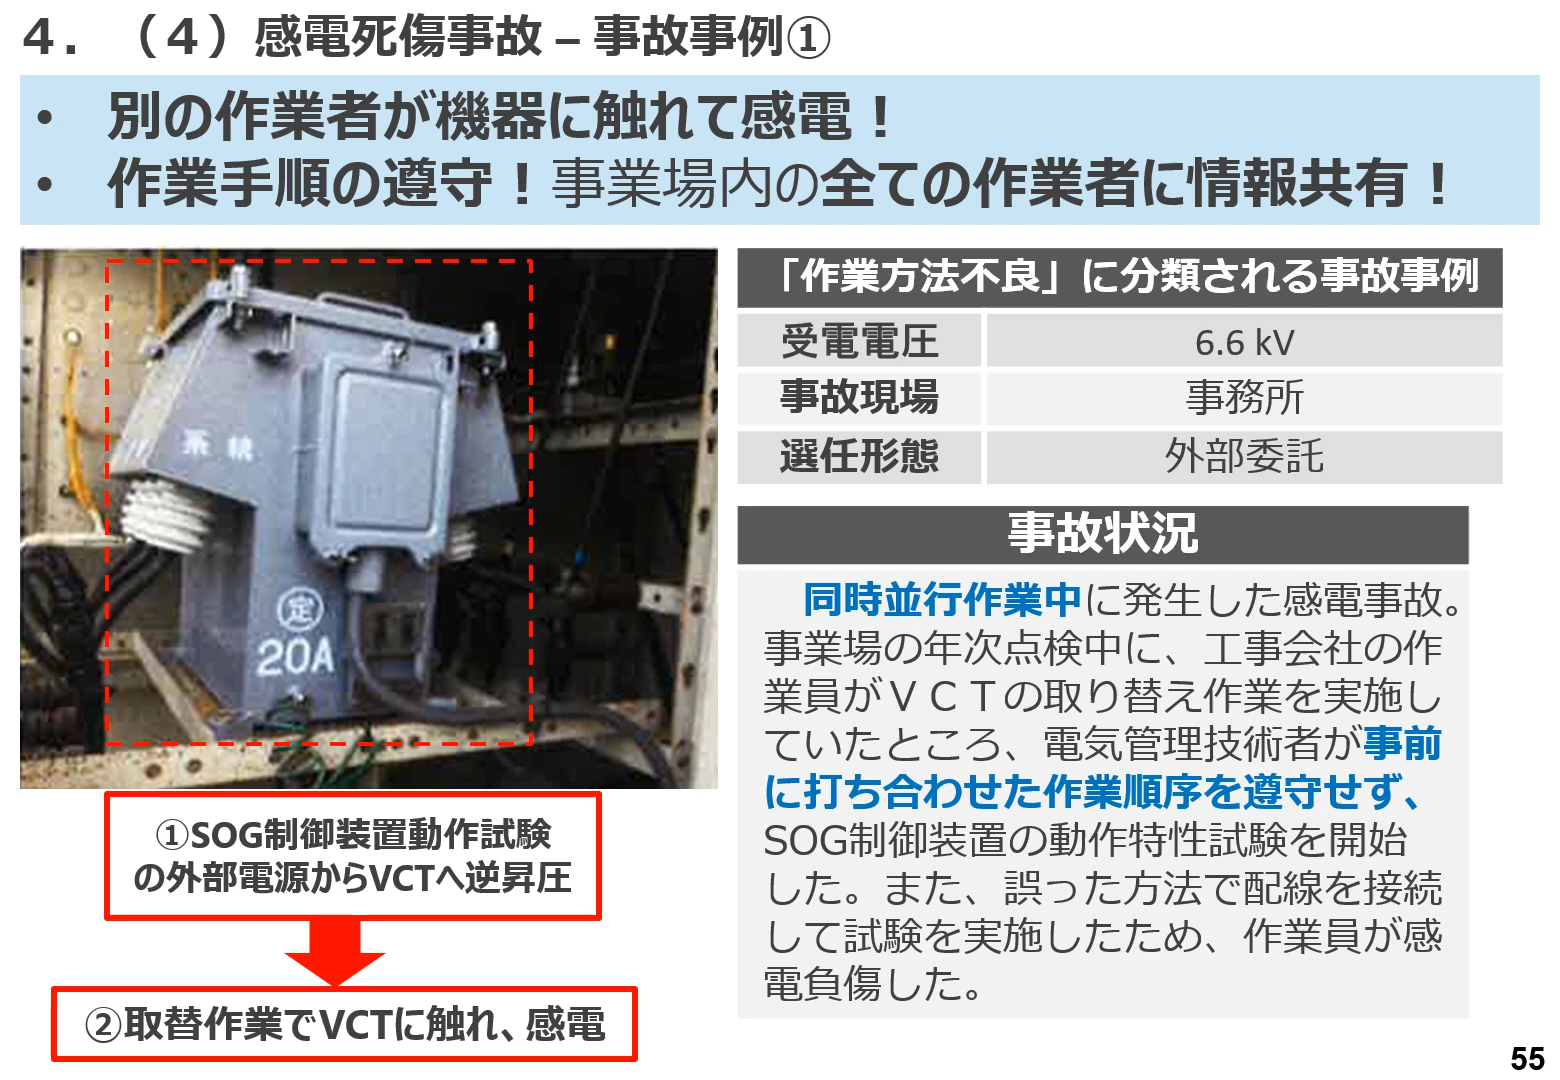 ４．（４）感電死傷事故 – 事故事例①
• 別の作業者が機器に触れて感電！
• 作業手順の遵守！事業場内の全ての作業者に情報共有！
系統
定
20A
①SOG制御装置動作試験
の外部電源からVCTへ逆昇圧
②取替作業でVCTに触れ、感電
「作業方法不良」に分類される事故事例
受電電圧 6.6 kV
事故現場 事務所
選任形態 外部委託
事故状況
同時並行作業中に発生した感電事故。
事業場の年次点検中に、工事会社の作
業員がＶＣＴの取り替え作業を実施し
ていたところ、電気管理技術者が事前
に打ち合わせた作業順序を遵守せず、
SOG制御装置の動作特性試験を開始
した。また、誤った方法で配線を接続
して試験を実施したため、作業員が感
電負傷した。
55